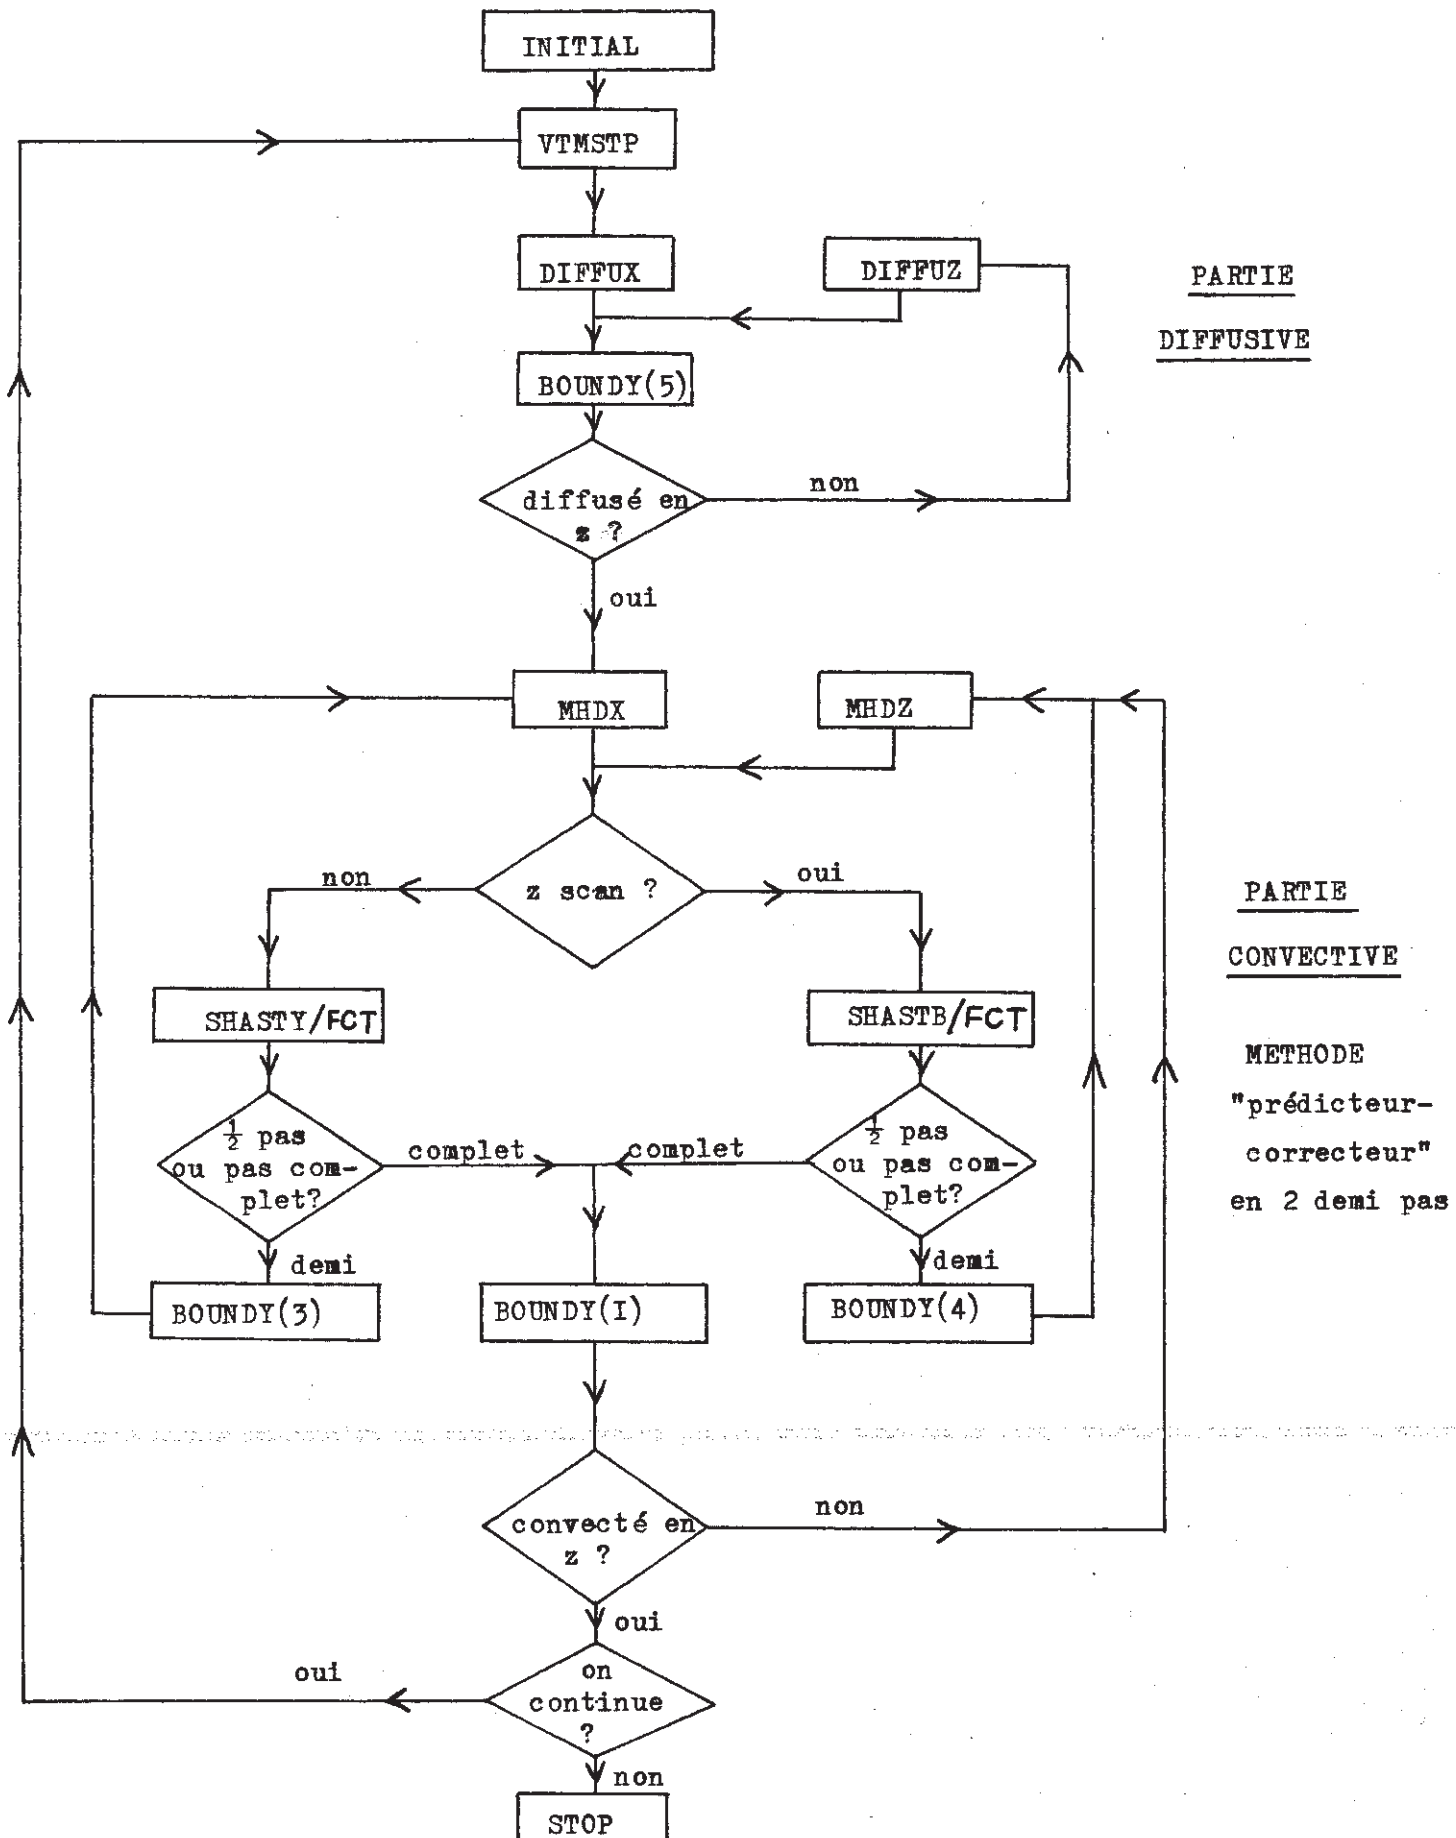 INITIAL
VTMSTP
DIFFUX
DIFFUZ
PARTIE
DIFFUSIVE
BOUNDY(5)
diffusé en
z ?
non
oui
MHDX
MHDZ
z scan ?
non
oui
PARTIE
CONVECTIVE
SHASTY/FCT
SHASTB/FCT
METHODE
"prédicteur-
correcteur"
en 2 demi pas
½ pas
ou pas com-
plet?
complet
complet
½ pas
ou pas com-
plet?
demi
demi
BOUNDY(3)
BOUNDY(I)
BOUNDY(4)
convecté en
z ?
non
oui
on
continue
?
oui
non
STOP